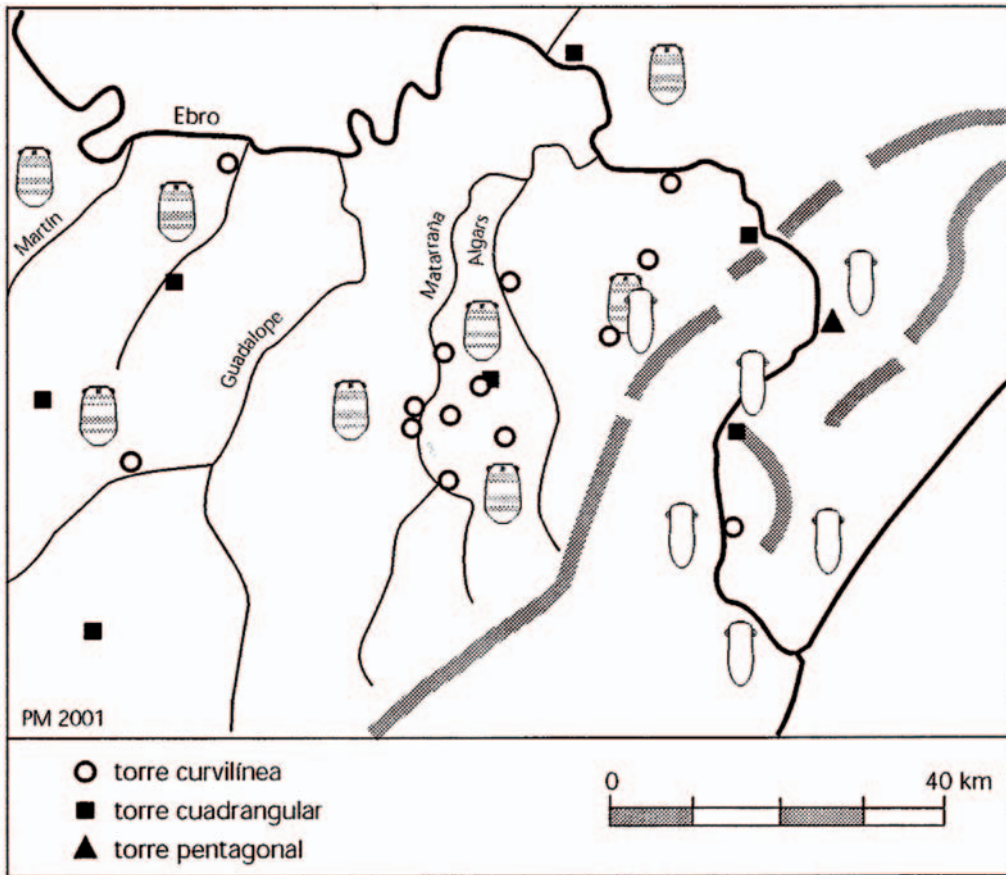 Ebro
Martín
Guadalope
Matarraña
Algars
PM 2001
torre curvilínea
torre cuadrangular
torre pentagonal
0 40 km